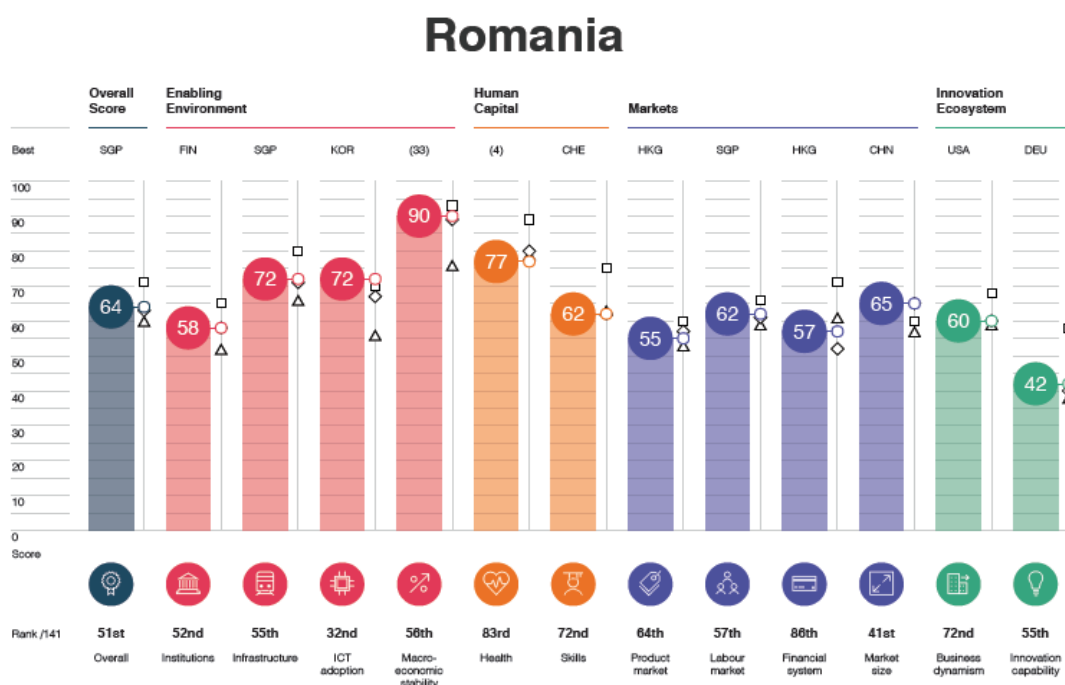 Romania
Overall Score
Enabling Environment
Human Capital
Markets
Innovation Ecosystem
Best SGP FIN SGP KOR (33) (4) CHE HKG SGP HKG CHN USA DEU
100
90
80
70
60
50
40
30
20
10
0
Score
64 58 72 72 90 77 62 55 62 57 65 60 42
Rank /141 51st 52nd 55th 32nd 56th 83rd 72nd 64th 57th 86th 41st 72nd 55th
Overall
Institutions
Infrastructure
ICT adoption
Macro-economic stability
Health
Skills
Product market
Labour market
Financial system
Market size
Business dynamism
Innovation capability